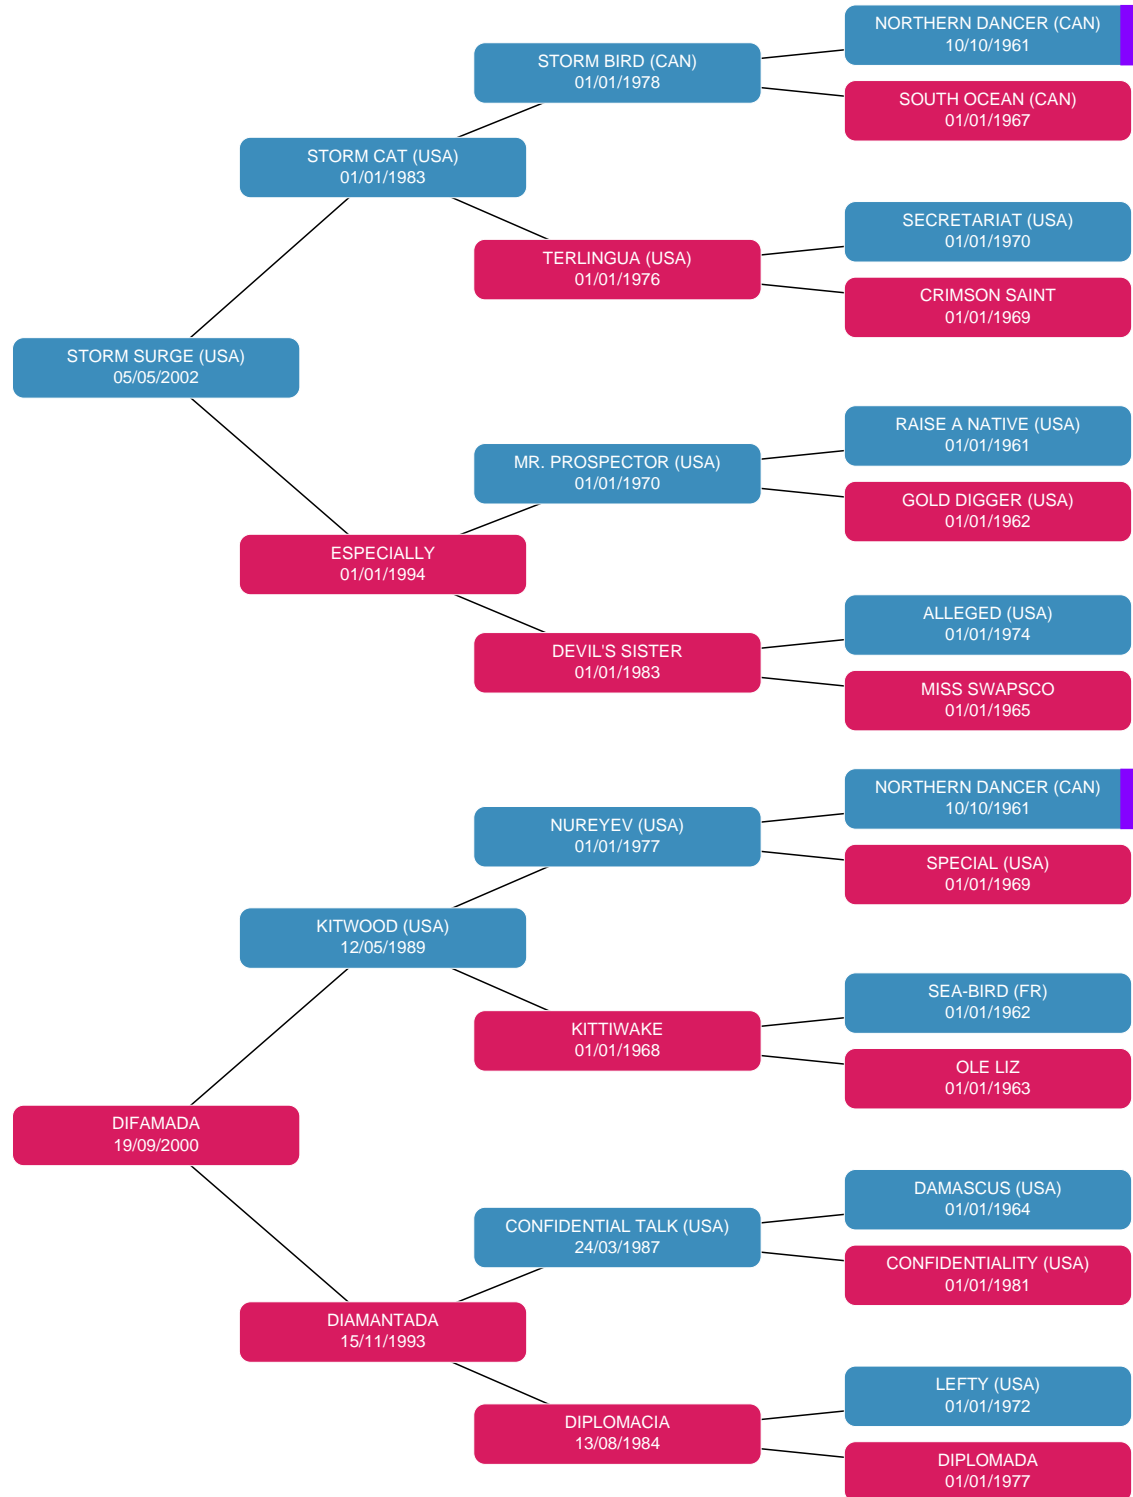 NORTHERN DANCER (CAN)
10/10/1961
STORM BIRD (CAN)
01/01/1978
SOUTH OCEAN (CAN)
01/01/1967
STORM CAT (USA)
01/01/1983
SECRETARIAT (USA)
01/01/1970
TERLINGUA (USA)
01/01/1976
CRIMSON SAINT
01/01/1969
STORM SURGE (USA)
05/05/2002
RAISE A NATIVE (USA)
01/01/1961
MR. PROSPECTOR (USA)
01/01/1970
GOLD DIGGER (USA)
01/01/1962
ESPECIALLY
01/01/1994
ALLEGED (USA)
01/01/1974
DEVIL'S SISTER
01/01/1983
MISS SWAPSCO
01/01/1965
NORTHERN DANCER (CAN)
10/10/1961
NUREYEV (USA)
01/01/1977
SPECIAL (USA)
01/01/1969
KITWOOD (USA)
12/05/1989
SEA-BIRD (FR)
01/01/1962
KITTIWAKE
01/01/1968
OLE LIZ
01/01/1963
DIFAMADA
19/09/2000
DAMASCUS (USA)
01/01/1964
CONFIDENTIAL TALK (USA)
24/03/1987
CONFIDENTIALITY (USA)
01/01/1981
DIAMANTADA
15/11/1993
LEFTY (USA)
01/01/1972
DIPLOMACIA
13/08/1984
DIPLOMADA
01/01/1977